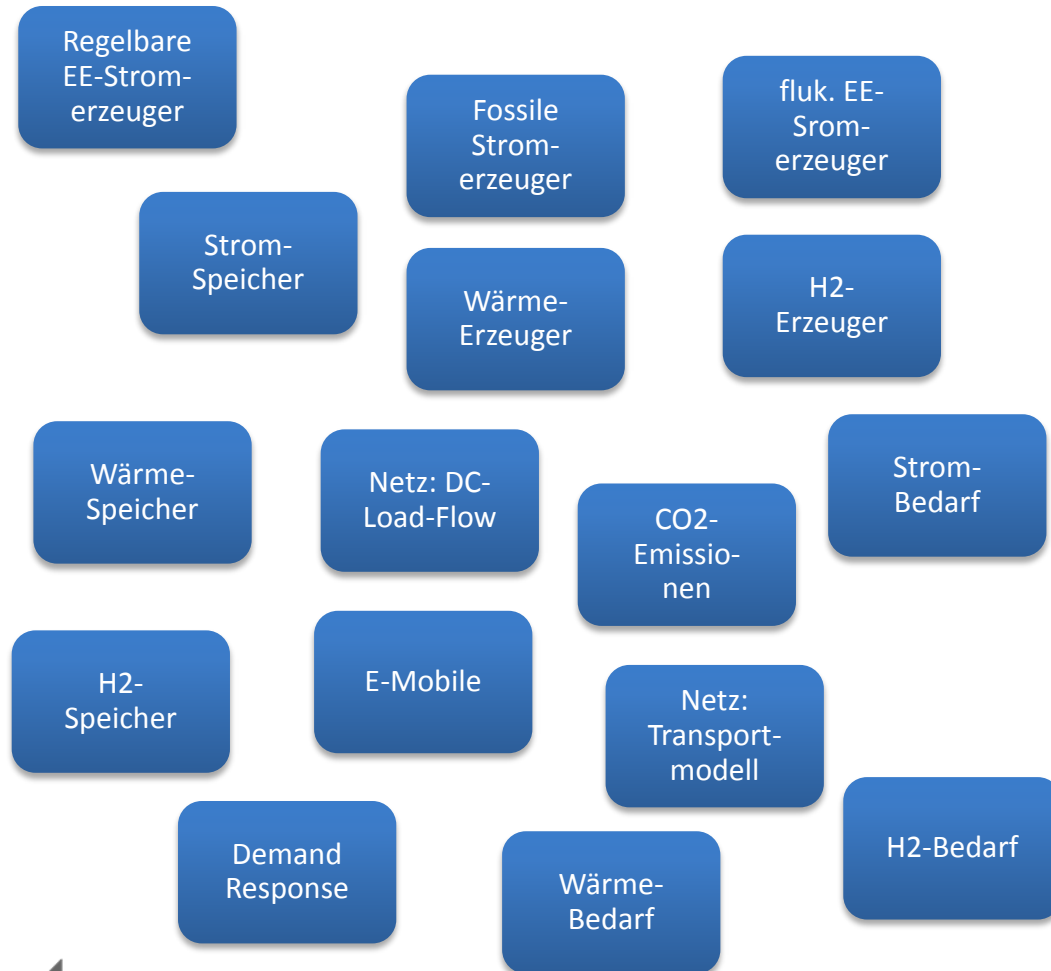 Regelbare
EE-Strom-
erzeuger
Fossile
Strom-
erzeuger
fluk. EE-
Srom-
erzeuger
Strom-
Speicher
Wärme-
Erzeuger
H2-
Erzeuger
Wärme-
Speicher
Netz: DC-
Load-Flow
CO2-
Emissio-
nen
Strom-
Bedarf
H2-
Speicher
E-Mobile
Netz:
Transport-
modell
Demand
Response
Wärme-
Bedarf
H2-Bedarf